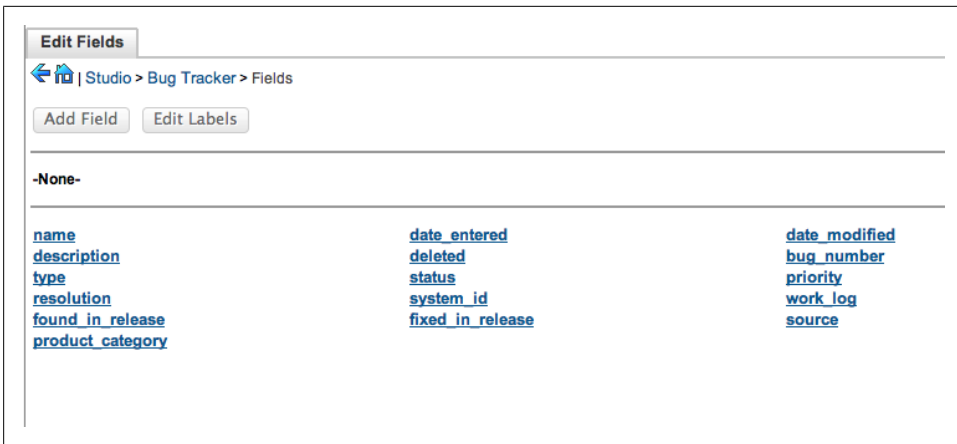 Edit Fields
| Studio > Bug Tracker > Fields
Add Field Edit Labels
-None-
name date_entered date_modified
description deleted bug_number
type status priority
resolution system_id work_log
found_in_release fixed_in_release source
product_category